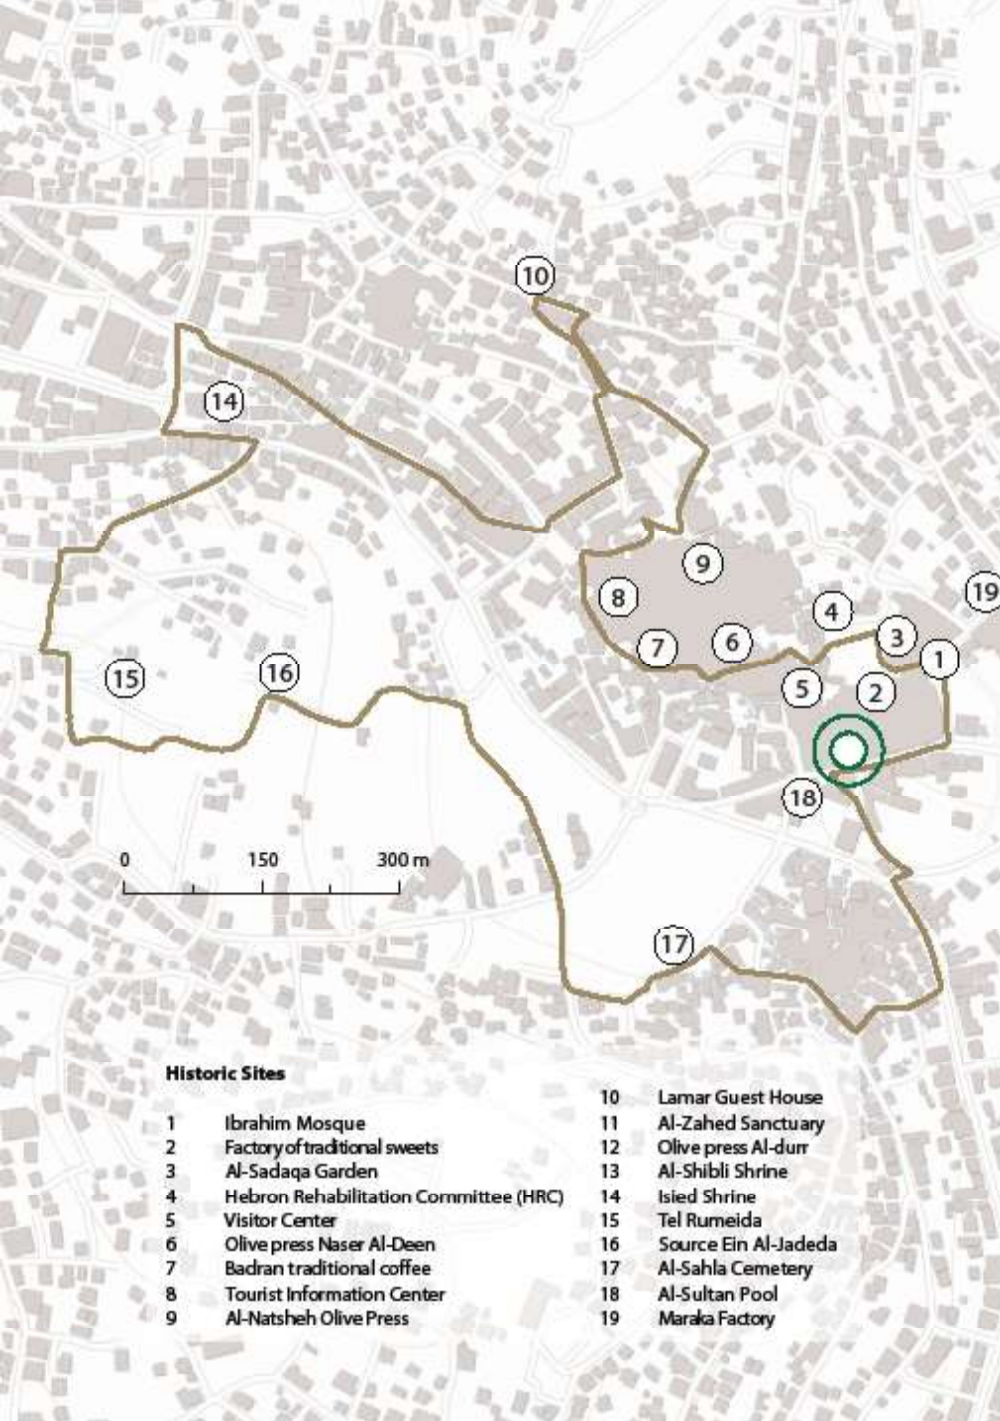 10
14
9
8
19
4
3
6
7
1
15
16
5
2
18
0 150 300 m
17
Historic Sites
1 Ibrahim Mosque
2 Factory of traditional sweets
3 Al-Sadaqa Garden
4 Hebron Rehabilitation Committee (HRC)
5 Visitor Center
6 Olive press Naser Al-Deen
7 Badran traditional coffee
8 Tourist Information Center
9 Al-Natsheh Olive Press
10 Lamar Guest House
11 Al-Zahed Sanctuary
12 Olive press Al-durr
13 Al-Shibli Shrine
14 Isied Shrine
15 Tel Rumeida
16 Source Ein Al-Jadeda
17 Al-Sahla Cemetery
18 Al-Sultan Pool
19 Maraka Factory